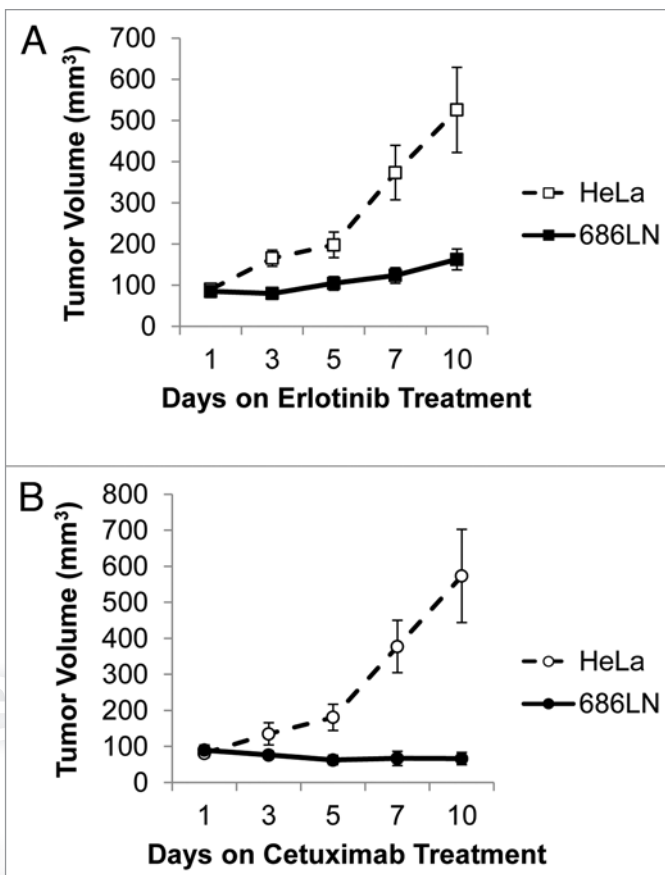 A
Tumor Volume (mm³)
700
600
500
400
300
200
100
0
1 3 5 7 10
Days on Erlotinib Treatment
HeLa
686LN
B
Tumor Volume (mm³)
800
700
600
500
400
300
200
100
0
1 3 5 7 10
Days on Cetuximab Treatment
HeLa
686LN